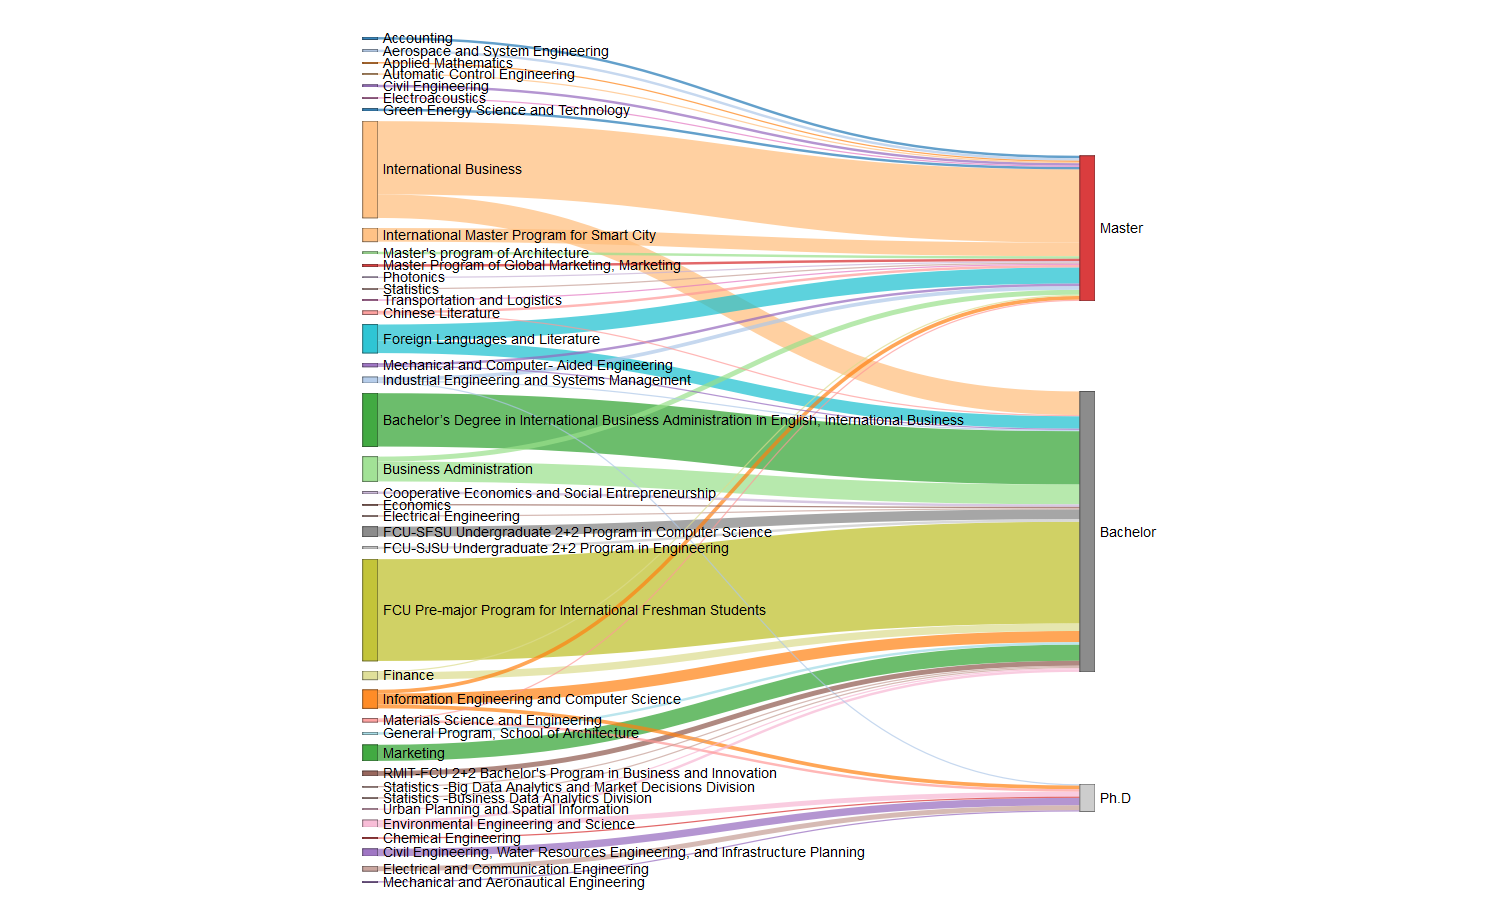 Accounting
Aerospace and System Engineering
Applied Mathematics
Automatic Control Engineering
Civil Engineering
Electroacoustics
Green Energy Science and Technology
International Business
International Master Program for Smart City
Master's program of Architecture
Master Program of Global Marketing, Marketing
Photonics
Statistics
Transportation and Logistics
Chinese Literature
Foreign Languages and Literature
Mechanical and Computer- Aided Engineering
Industrial Engineering and Systems Management
Bachelor’s Degree in International Business Administration in English, International Business
Business Administration
Cooperative Economics and Social Entrepreneurship
Economics
Electrical Engineering
FCU-SFSU Undergraduate 2+2 Program in Computer Science
FCU-SJSU Undergraduate 2+2 Program in Engineering
FCU Pre-major Program for International Freshman Students
Finance
Information Engineering and Computer Science
Materials Science and Engineering
General Program, School of Architecture
Marketing
RMIT-FCU 2+2 Bachelor's Program in Business and Innovation
Statistics -Big Data Analytics and Market Decisions Division
Statistics -Business Data Analytics Division
Urban Planning and Spatial Information
Environmental Engineering and Science
Chemical Engineering
Civil Engineering, Water Resources Engineering, and Infrastructure Planning
Electrical and Communication Engineering
Mechanical and Aeronautical Engineering
Master
Bachelor
Ph.D